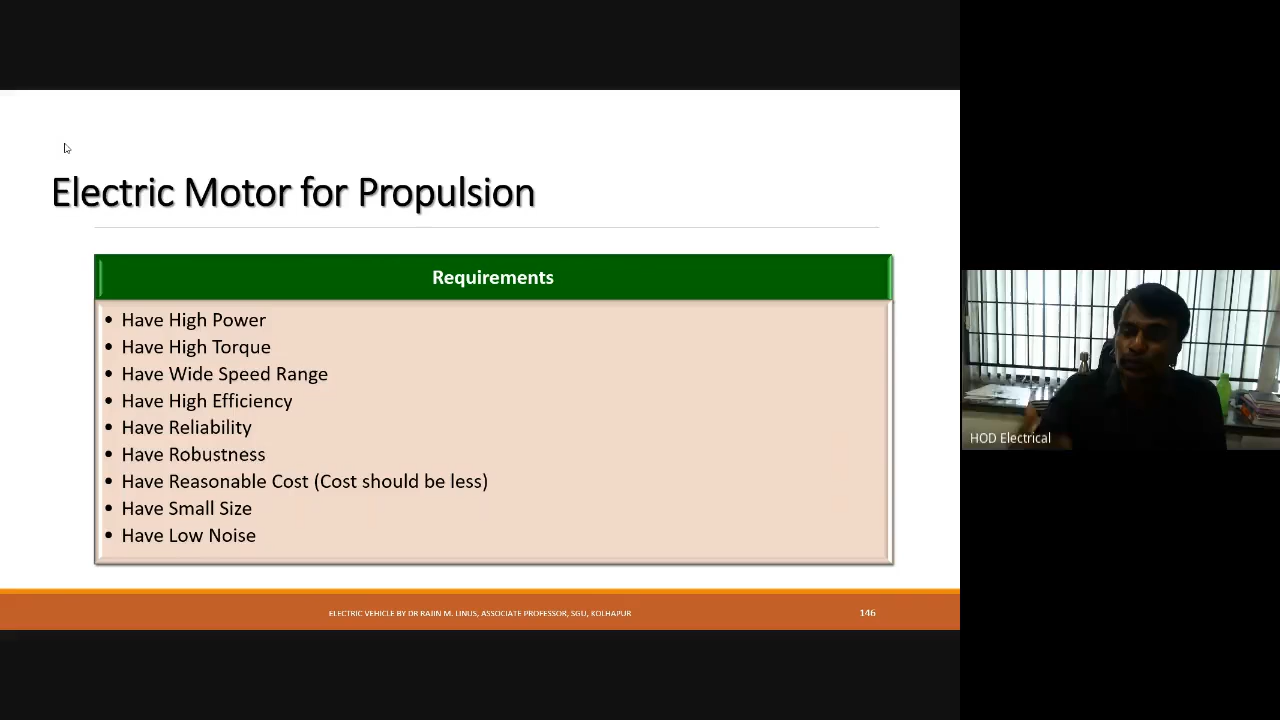 Electric Motor for Propulsion
Requirements
• Have High Power
• Have High Torque
• Have Wide Speed Range
• Have High Efficiency
• Have Reliability
• Have Robustness
• Have Reasonable Cost (Cost should be less)
• Have Small Size
• Have Low Noise
ELECTRIC VEHICLE BY DR RAJIN M. LINUS, ASSOCIATE PROFESSOR, SGU, KOLHAPUR
146
HOD Electrical